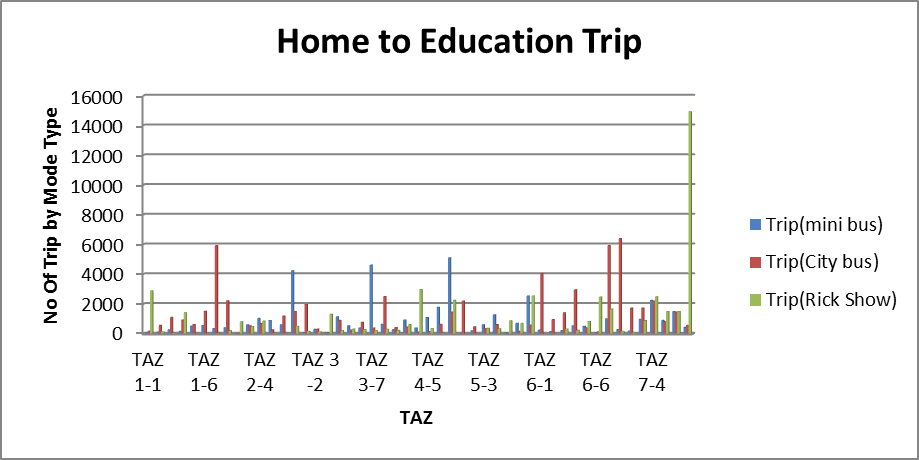 Home to Education Trip
No Of Trip by Mode Type
16000
14000
12000
10000
8000
6000
4000
2000
0
TAZ 1-1
TAZ 1-6
TAZ 2-4
TAZ 3 -2
TAZ 3-7
TAZ 4-5
TAZ 5-3
TAZ 6-1
TAZ 6-6
TAZ 7-4
TAZ
Trip(mini bus)
Trip(City bus)
Trip(Rick Show)